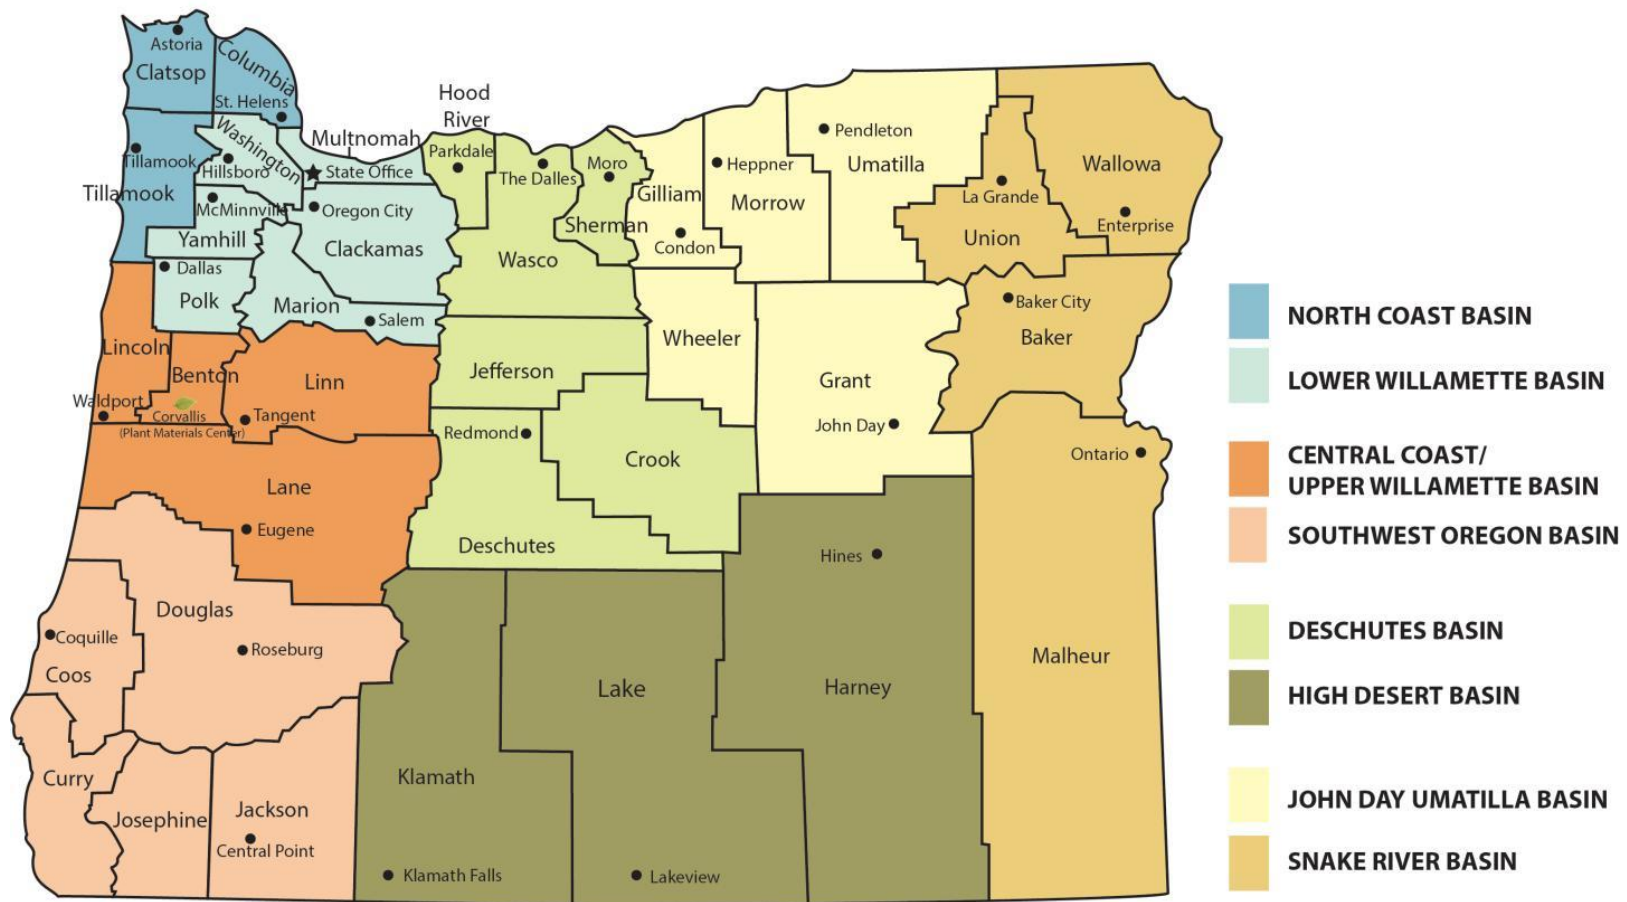 Astoria
Clatsop
Columbia
St. Helens
Hood
River
Multnomah
Washington
Tillamook
Hillsboro
State Office
Parkdale
The Dalles
Moro
Pendleton
Heppner
Umatilla
Wallowa
Tillamook
McMinnville
Oregon City
Gilliam
Morrow
La Grande
Enterprise
Yamhill
Clackamas
Sherman
Condon
Union
Dallas
Wasco
Polk
Marion
Salem
Baker City
Baker
Lincoln
Benton
Linn
Jefferson
Wheeler
Grant
Waldport
Corvallis
(Plant Materials Center)
Tangent
Redmond
John Day
Crook
Ontario
Lane
Eugene
Deschutes
Hines
Douglas
Coquille
Roseburg
Coos
Lake
Harney
Malheur
Curry
Klamath
Josephine
Jackson
Central Point
Klamath Falls
Lakeview
NORTH COAST BASIN
LOWER WILLAMETTE BASIN
CENTRAL COAST/
UPPER WILLAMETTE BASIN
SOUTHWEST OREGON BASIN
DESCHUTES BASIN
HIGH DESERT BASIN
JOHN DAY UMATILLA BASIN
SNAKE RIVER BASIN